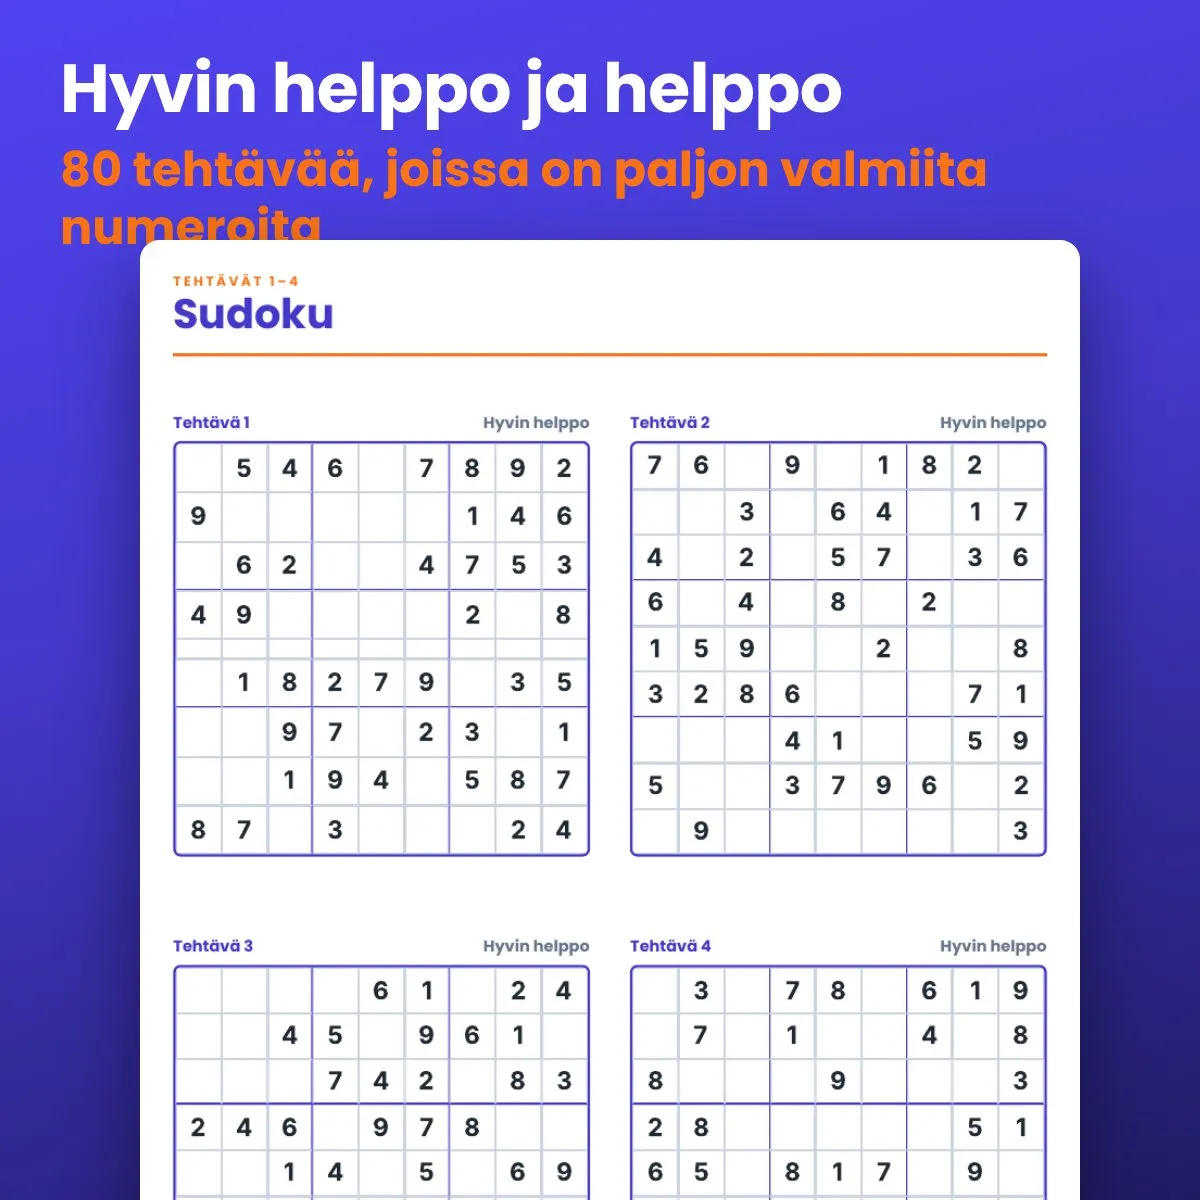 Hyvin helppo ja helppo
80 tehtävää, joissa on paljon valmiita
numeroita
TEHTÄVÄT 1–4
Sudoku
Tehtävä 1 Hyvin helppo
5 4 6 7 8 9 2
9 1 4 6
6 2 4 7 5 3
4 9 2 8
1 8 2 7 9 3 5
9 7 2 3 1
1 9 4 5 8 7
8 7 3 2 4
Tehtävä 2 Hyvin helppo
7 6 9 1 8 2
3 6 4 1 7
4 2 5 7 3 6
6 4 8 2
1 5 9 2 8
3 2 8 6 7 1
4 1 5 9
5 3 7 9 6 2
9 3
Tehtävä 3 Hyvin helppo
6 1 2 4
4 5 9 6 1
7 4 2 8 3
2 4 6 9 7 8
1 4 5 6 9
Tehtävä 4 Hyvin helppo
3 7 8 6 1 9
7 1 4 8
8 9 3
2 8 5 1
6 5 8 1 7 9